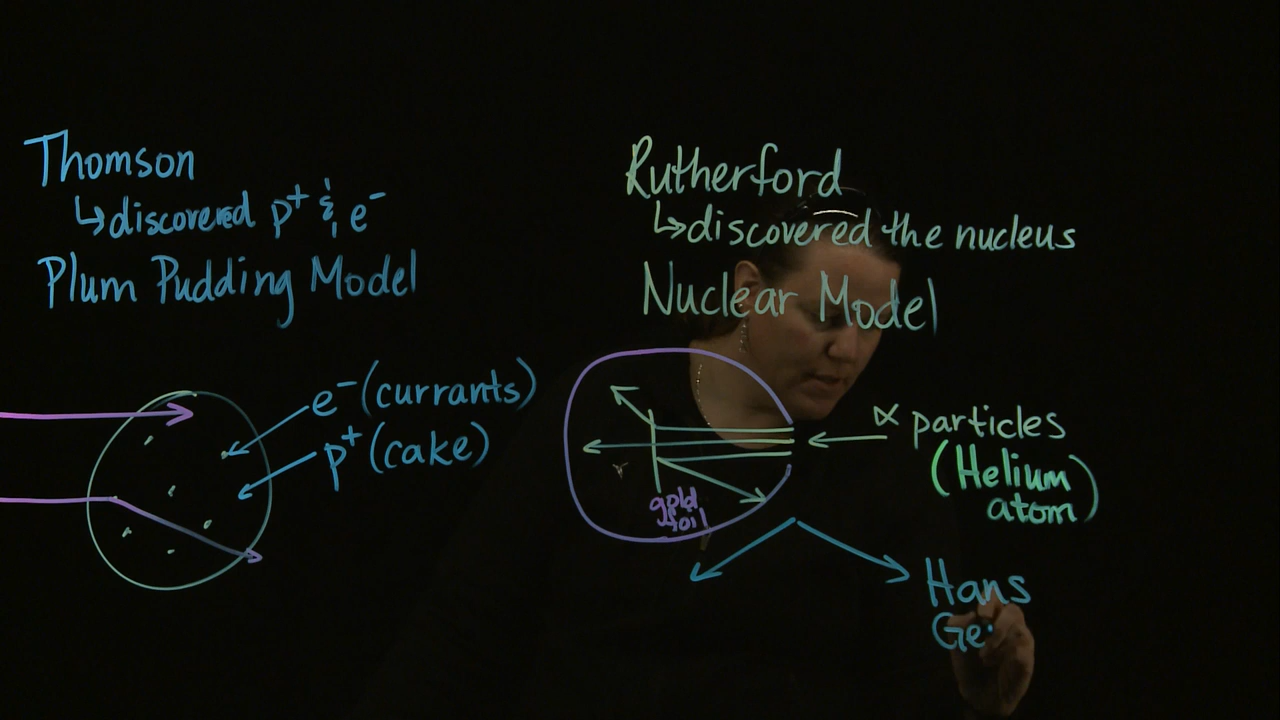 Thomson
↳discovered p⁺ & e⁻
Plum Pudding Model
e⁻(currants)
p⁺(cake)
Rutherford
↳discovered the nucleus
Nuclear Model
∝ particles
(Helium
atom)
gold
foil
Hans
Ge